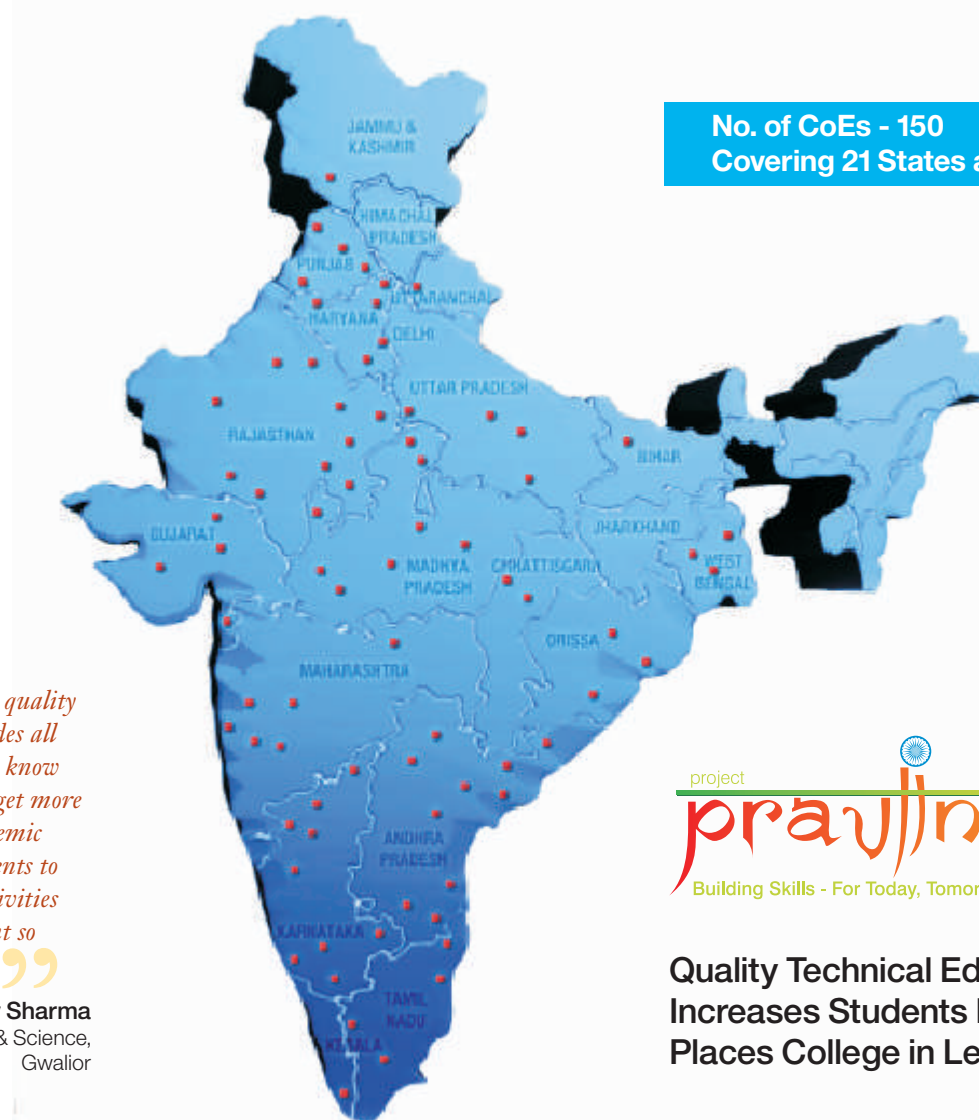 No. of CoEs - 150
Covering 21 States a
JAMMU &
KASHMIR
HIMACHAL
PRADESH
PUNJAB
UTTARANCHAL
HARYANA
DELHI
UTTAR PRADESH
RAJASTHAN
BIHAR
JHARKHAND
GUJARAT
MADHYA
PRADESH
CHHATTISGARH
WEST
BENGAL
ORISSA
MAHARASHTRA
ANDHRA
PRADESH
KARNATAKA
TAMIL
NADU
KERALA
quality
des all
know
get more
emic
ents to
ivities
t so
”
Sharma
& Science,
Gwalior
project
praviin
Building Skills - For Today, Tomor
Quality Technical Ed
Increases Students
Places College in Le